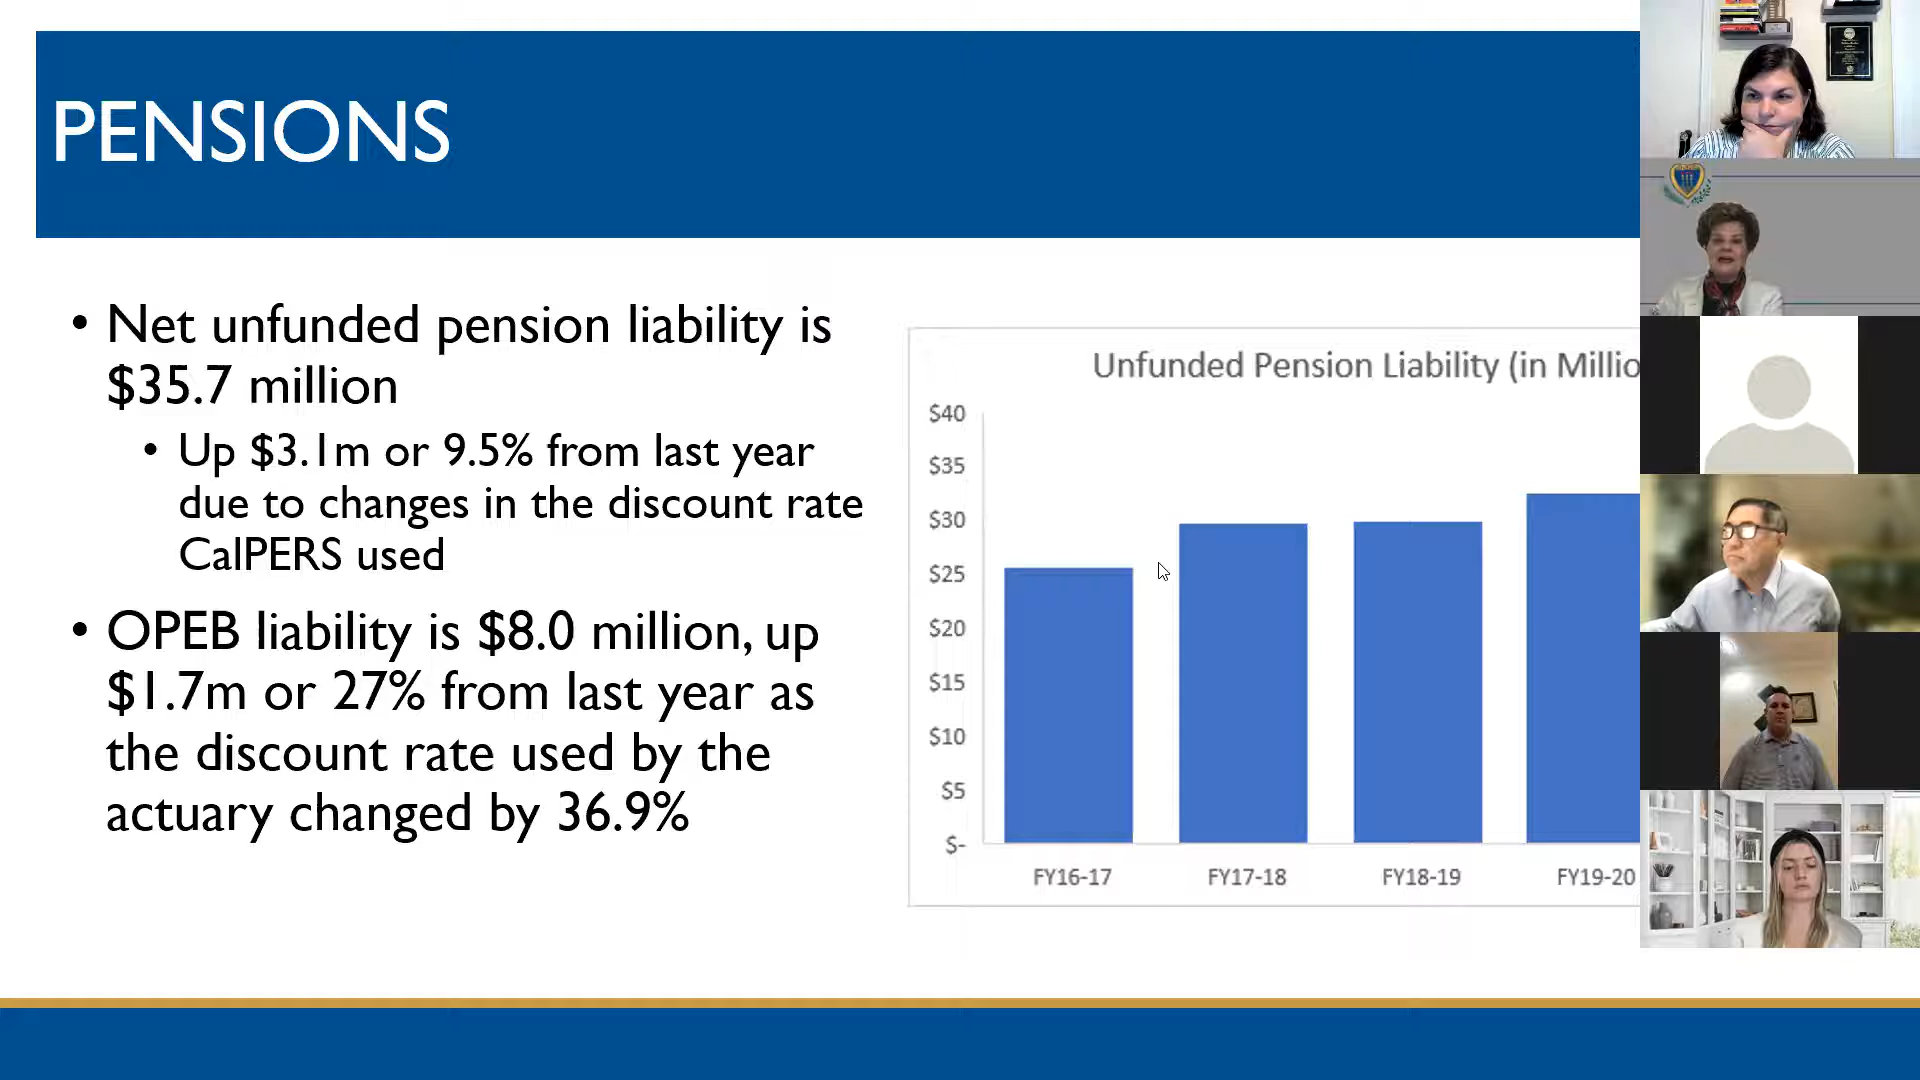 PENSIONS
• Net unfunded pension liability is
$35.7 million
• Up $3.1m or 9.5% from last year
due to changes in the discount rate
CalPERS used
• OPEB liability is $8.0 million, up
$1.7m or 27% from last year as
the discount rate used by the
actuary changed by 36.9%
Unfunded Pension Liability (in Millio
$40
$35
$30
$25
$20
$15
$10
$5
$-
FY16-17
FY17-18
FY18-19
FY19-20